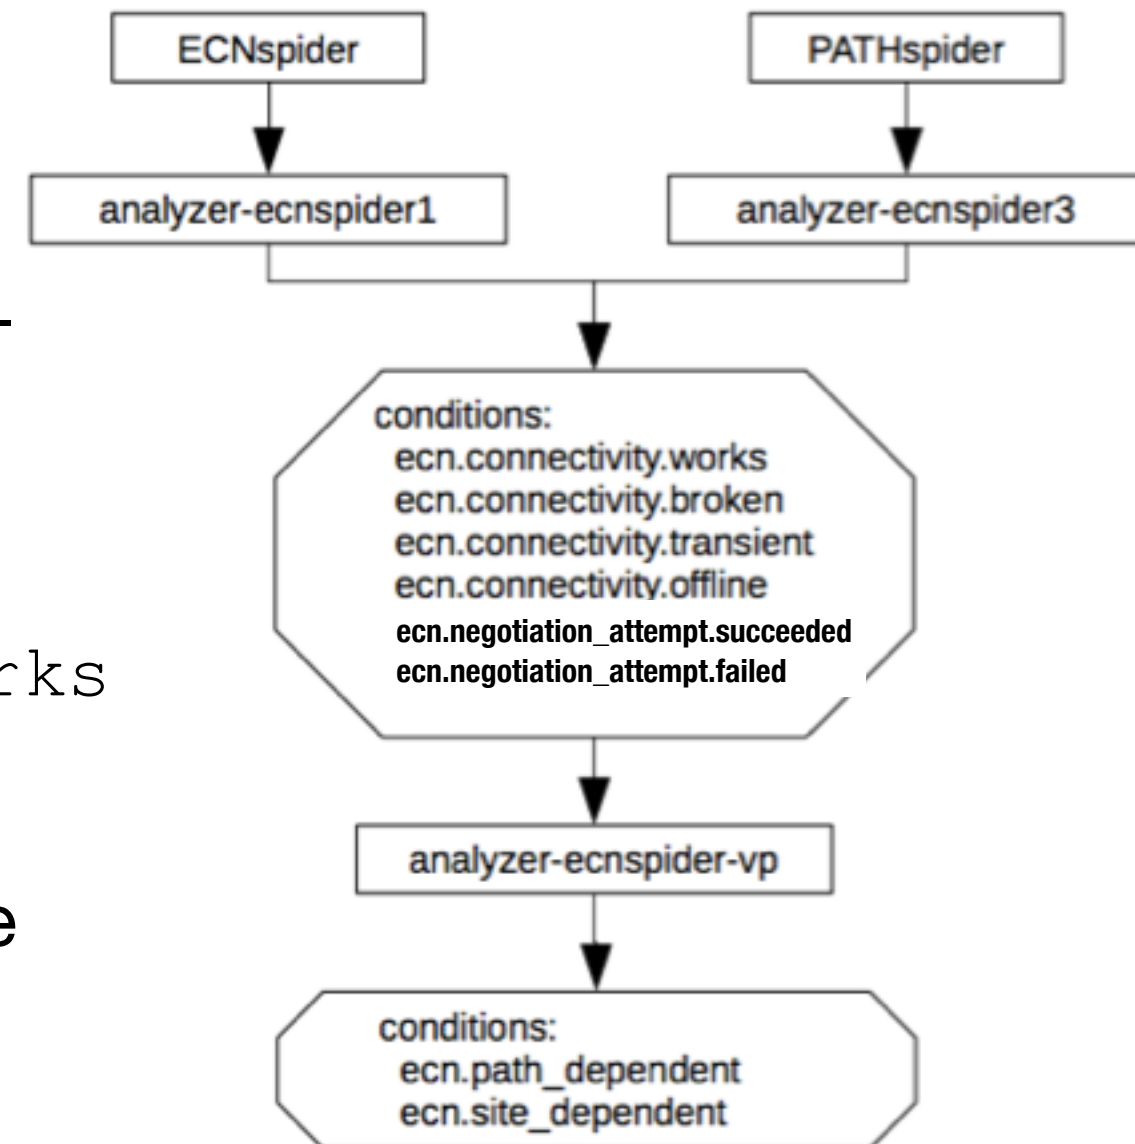 ECNspider
PATHspider
analyzer-ecnspider1
analyzer-ecnspider3
conditions:
ecn.connectivity.works
ecn.connectivity.broken
ecn.connectivity.transient
ecn.connectivity.offline
ecn.negotiation_attempt.succeeded
ecn.negotiation_attempt.failed
analyzer-ecnspider-vp
conditions:
ecn.path_dependent
ecn.site_dependent